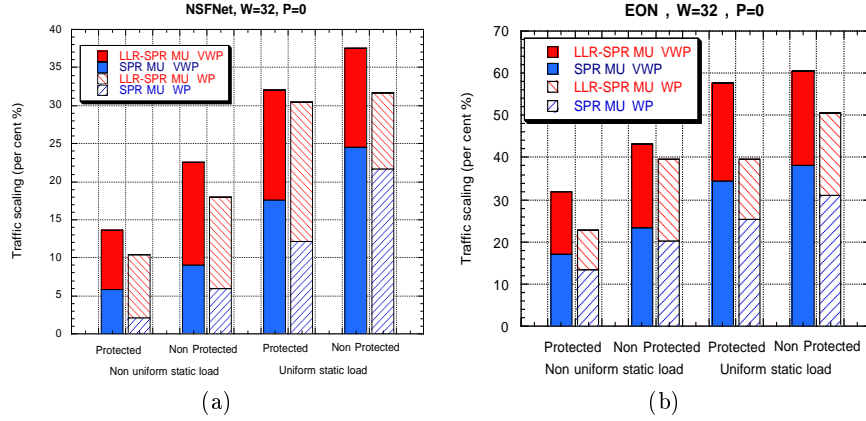 NSFNet, W=32, P=0
40
35
30
25
20
15
10
5
0
Traffic scaling (per cent %)
LLR-SPR MU VWP
SPR MU VWP
LLR-SPR MU WP
SPR MU WP
Protected
Non Protected
Protected
Non Protected
Non uniform static load
Uniform static load
(a)
EON , W=32 , P=0
70
60
50
40
30
20
10
0
Traffic scaling (per cent %)
LLR-SPR MU VWP
SPR MU VWP
LLR-SPR MU WP
SPR MU WP
Protected
Non Protected
Protected
Non Protected
Non uniform static load
Uniform static load
(b)